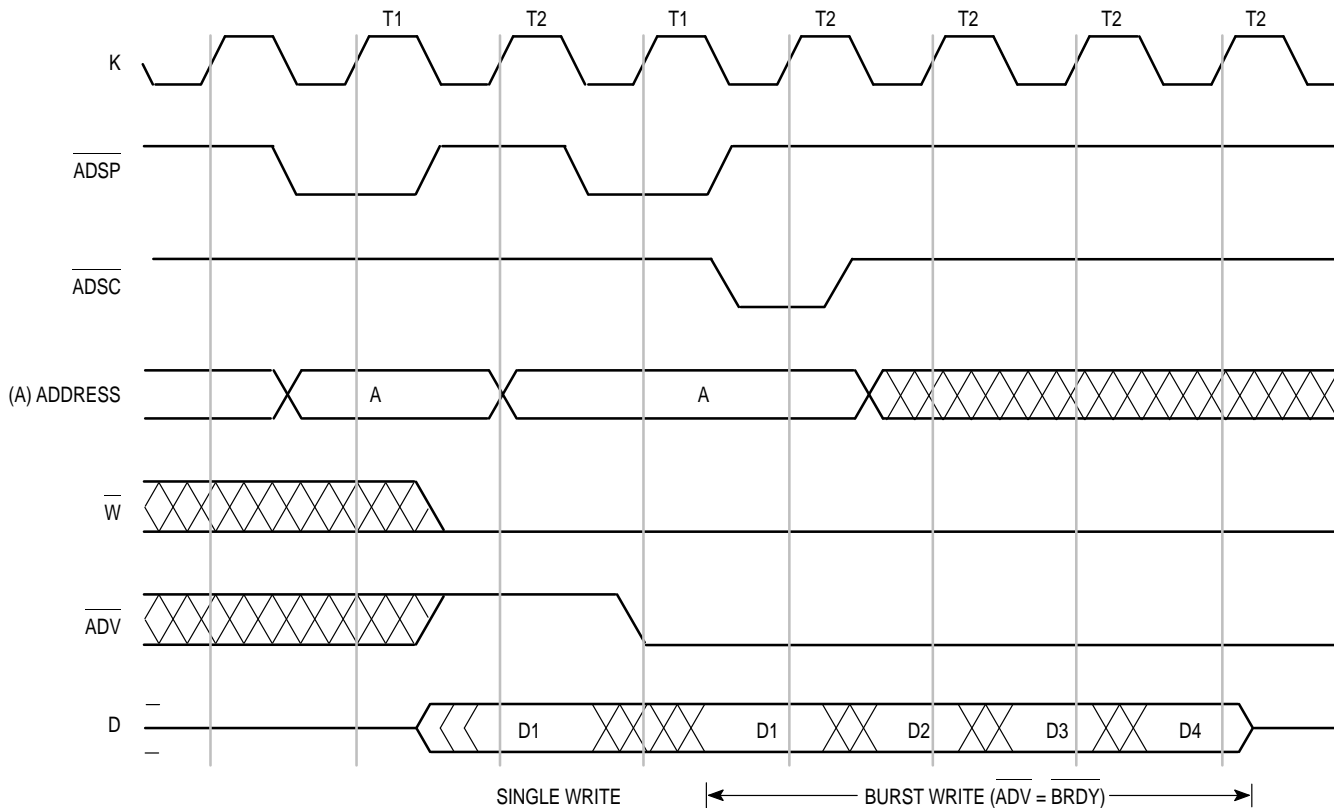 T1 T2 T1 T2 T2 T2 T2
K
ADSP
ADSC
(A) ADDRESS A A
W
ADV
D D1 D1 D2 D3 D4
SINGLE WRITE BURST WRITE (ADV = BRDY)